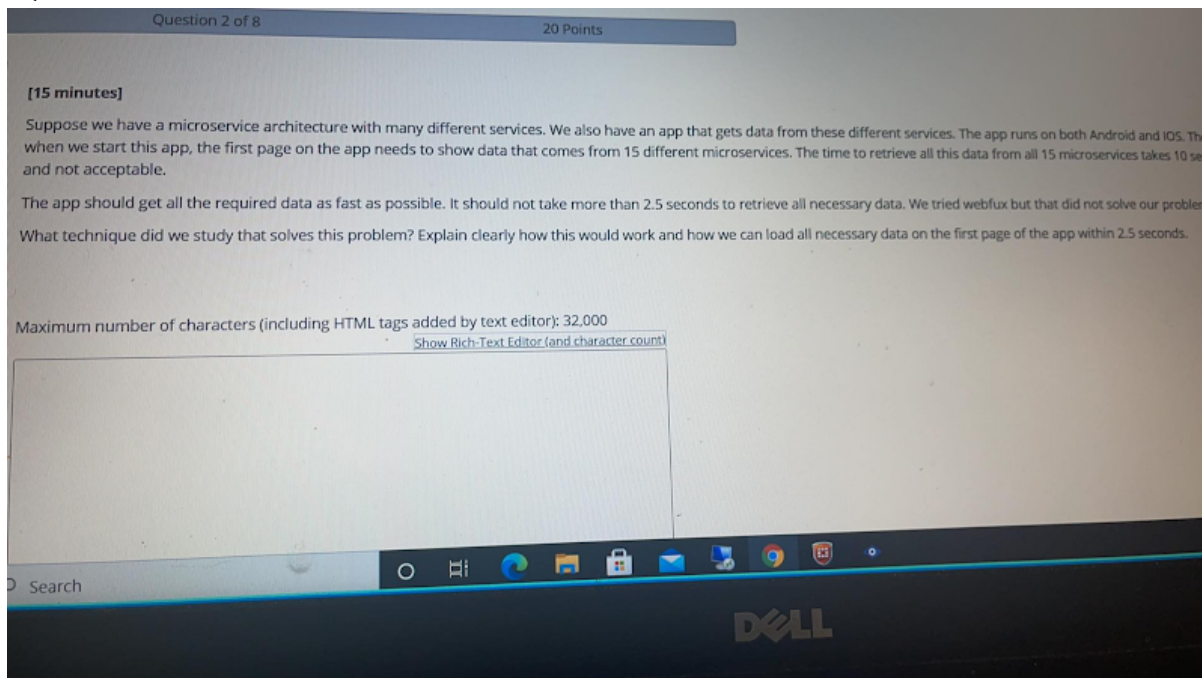 Question 2 of 8
20 Points
[15 minutes]
Suppose we have a microservice architecture with many different services. We also have an app that gets data from these different services. The app runs on both Android and IOS. Th
when we start this app, the first page on the app needs to show data that comes from 15 different microservices. The time to retrieve all this data from all 15 microservices takes 10 se
and not acceptable.
The app should get all the required data as fast as possible. It should not take more than 2.5 seconds to retrieve all necessary data. We tried webfux but that did not solve our problem
What technique did we study that solves this problem? Explain clearly how this would work and how we can load all necessary data on the first page of the app within 2.5 seconds.
Maximum number of characters (including HTML tags added by text editor): 32,000
Show Rich-Text Editor (and character count)
Search
DELL